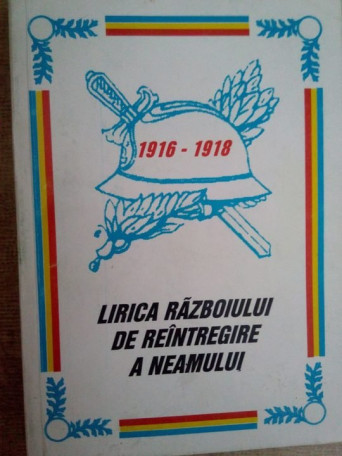 1916 - 1918
LIRICA RĂZBOIULUI
DE REÎNTREGIRE
A NEAMULUI